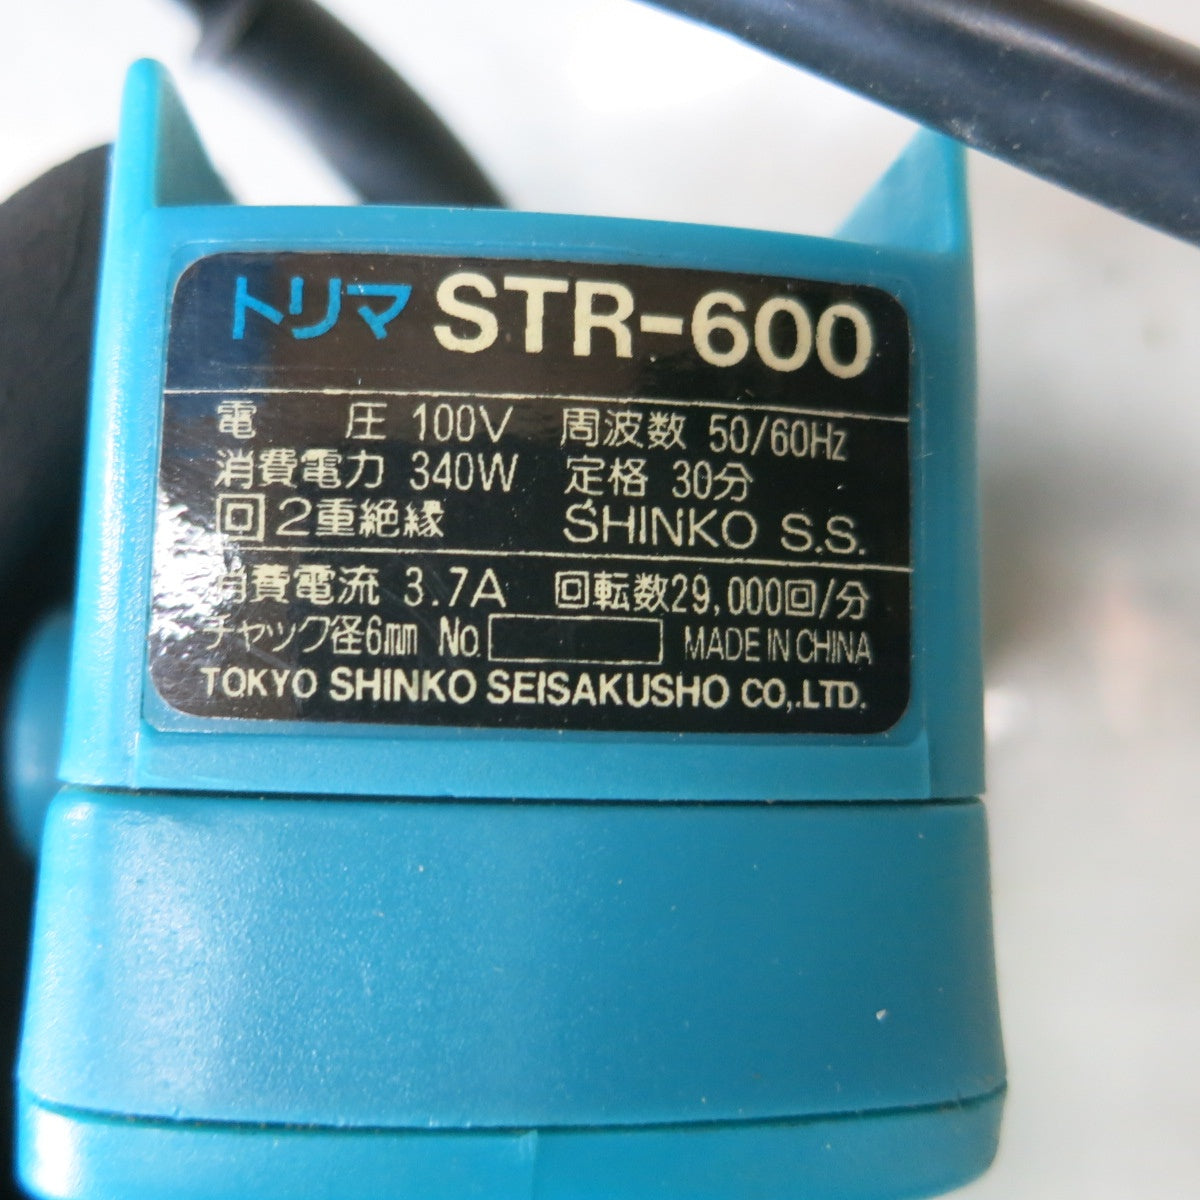 トリマ STR-600
電 圧 100V 周波数 50/60Hz
消費電力 340W 定格 30分
回 2重絶縁 SHINKO S.S.
消費電流 3.7A 回転数29,000回/分
チャック径6mm No. MADE IN CHINA
TOKYO SHINKO SEISAKUSHO CO,.LTD.